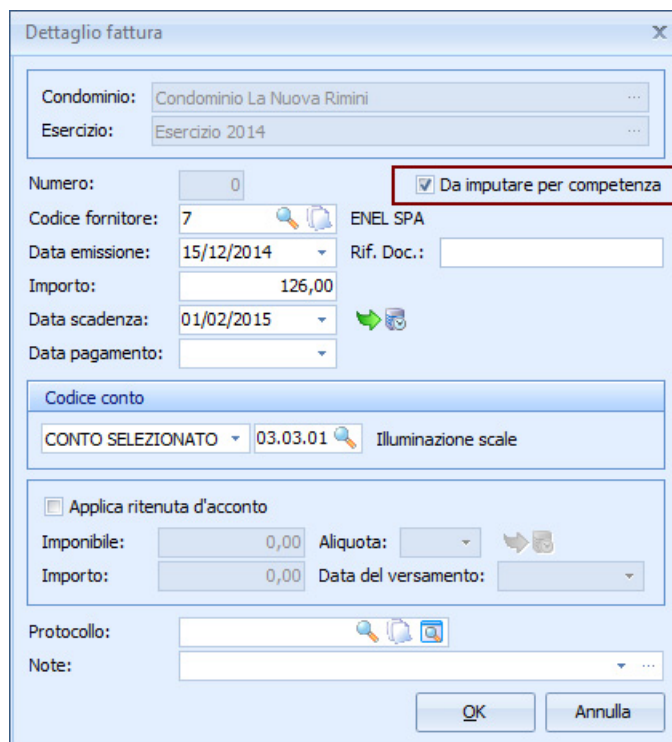 Dettaglio fattura
Condominio: Condominio La Nuova Rimini ...
Esercizio: Esercizio 2014 ...
Numero: 0 Da imputare per competenza
Codice fornitore: 7 ENEL SPA
Data emissione: 15/12/2014 Rif. Doc.:
Importo: 126,00
Data scadenza: 01/02/2015
Data pagamento:
Codice conto
CONTO SELEZIONATO 03.03.01 Illuminazione scale
Applica ritenuta d'acconto
Imponibile: 0,00 Aliquota:
Importo: 0,00 Data del versamento:
Protocollo:
Note: ...
OK Annulla